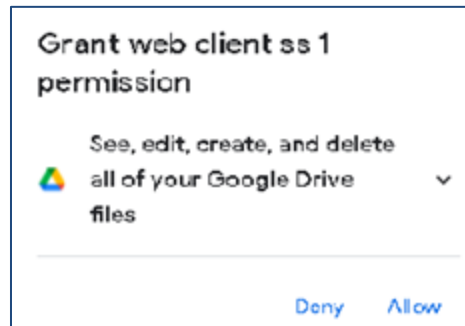 Grant web client ss 1
permission
See, edit, create, and delete
all of your Google Drive
files
Deny Allow